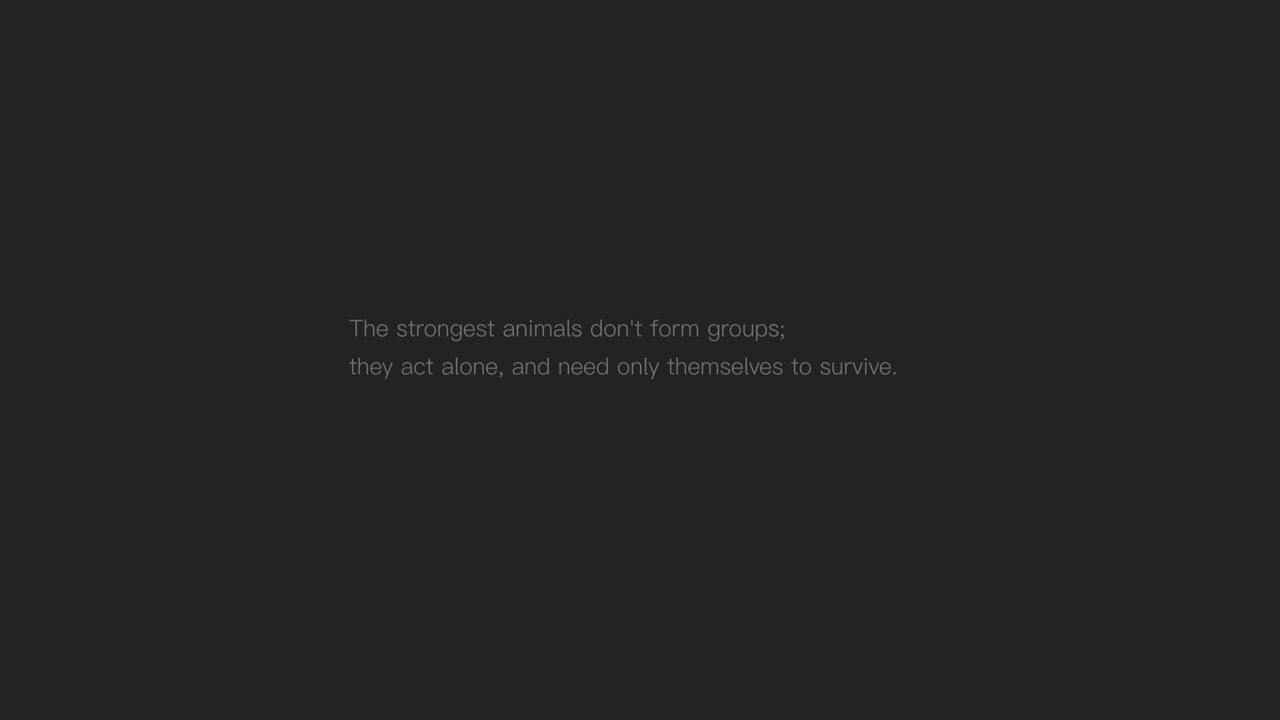 The strongest animals don't form groups;
they act alone, and need only themselves to survive.